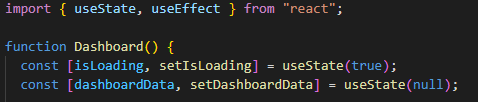 import { useState, useEffect } from "react";
function Dashboard() {
const [isLoading, setIsLoading] = useState(true);
const [dashboardData, setDashboardData] = useState(null);